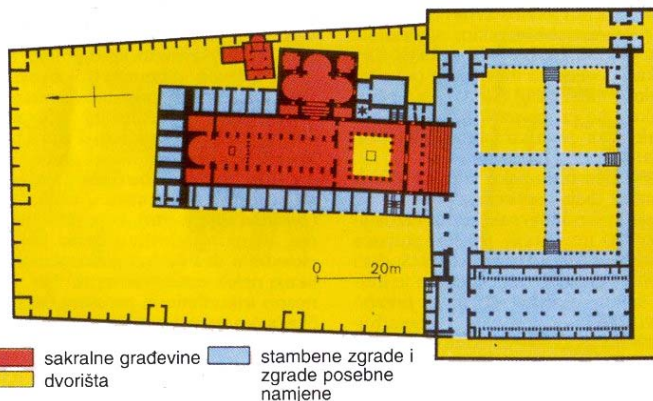 0 20m
sakralne građevine
dvorišta
stambene zgrade i
zgrade posebne
namjene